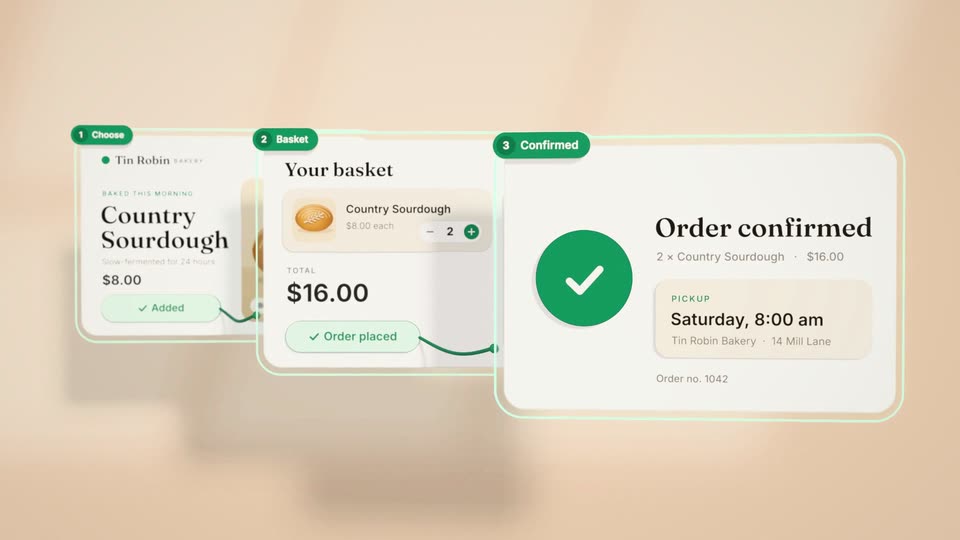 1 Choose
Tin Robin BAKERY
BAKED THIS MORNING
Country
Sourdough
Slow-fermented for 24 hours
$8.00
✓ Added
2 Basket
Your basket
Country Sourdough
$8.00 each
− 2 +
TOTAL
$16.00
✓ Order placed
3 Confirmed
Order confirmed
2 × Country Sourdough · $16.00
PICKUP
Saturday, 8:00 am
Tin Robin Bakery · 14 Mill Lane
Order no. 1042